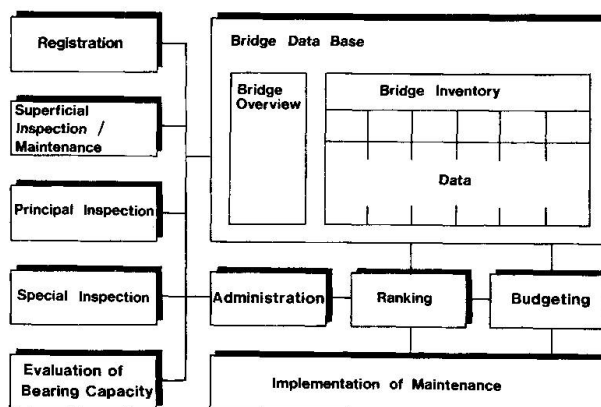 Registration
Superficial
Inspection /
Maintenance
Principal Inspection
Special Inspection
Evaluation of
Bearing Capacity
Bridge Data Base
Bridge
Overview
Bridge Inventory
Data
Administration
Ranking
Budgeting
Implementation of Maintenance